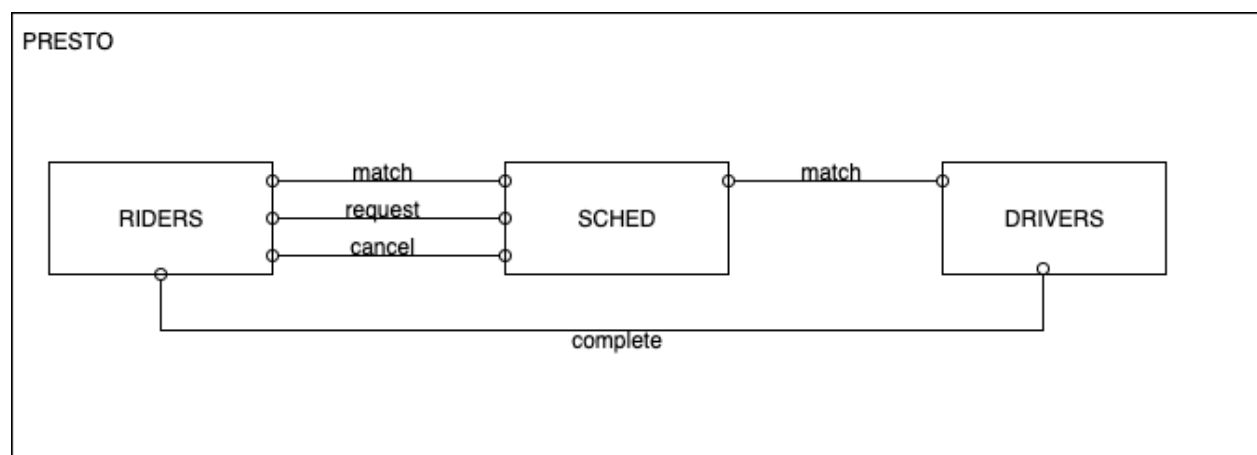 PRESTO
match
match
RIDERS
request
SCHED
DRIVERS
cancel
complete